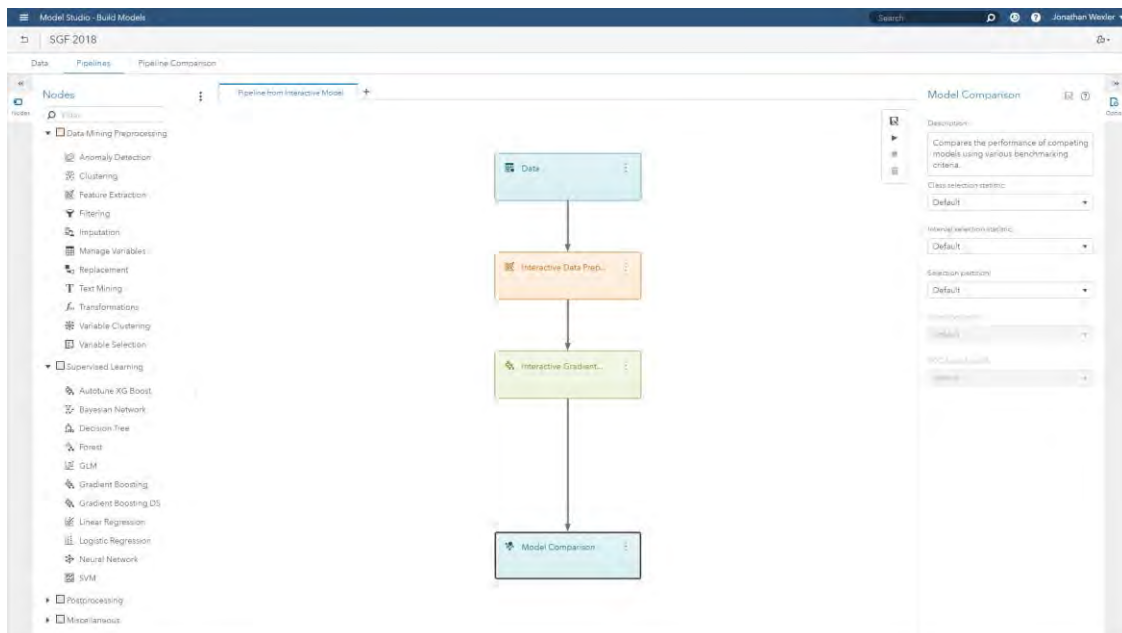 Model Studio - Build Models
Search
Jonathan Wexler
SGF 2018
Data
Pipelines
Pipeline Comparison
Nodes
Nodes
Filter
Data Mining Preprocessing
Anomaly Detection
Clustering
Feature Extraction
Filtering
Imputation
Manage Variables
Replacement
Text Mining
Transformations
Variable Clustering
Variable Selection
Supervised Learning
Autotune XG Boost
Bayesian Network
Decision Tree
Forest
GLM
Gradient Boosting
Gradient Boosting DS
Linear Regression
Logistic Regression
Neural Network
SVM
Postprocessing
Miscellaneous
Pipeline from Interactive Model
+
Data
Interactive Data Prep...
Interactive Gradient...
Model Comparison
Model Comparison
Description:
Compares the performance of competing
models using various benchmarking
criteria.
Class selection statistic:
Default
Interval selection statistic:
Default
Selection partition:
Default
Default
Default